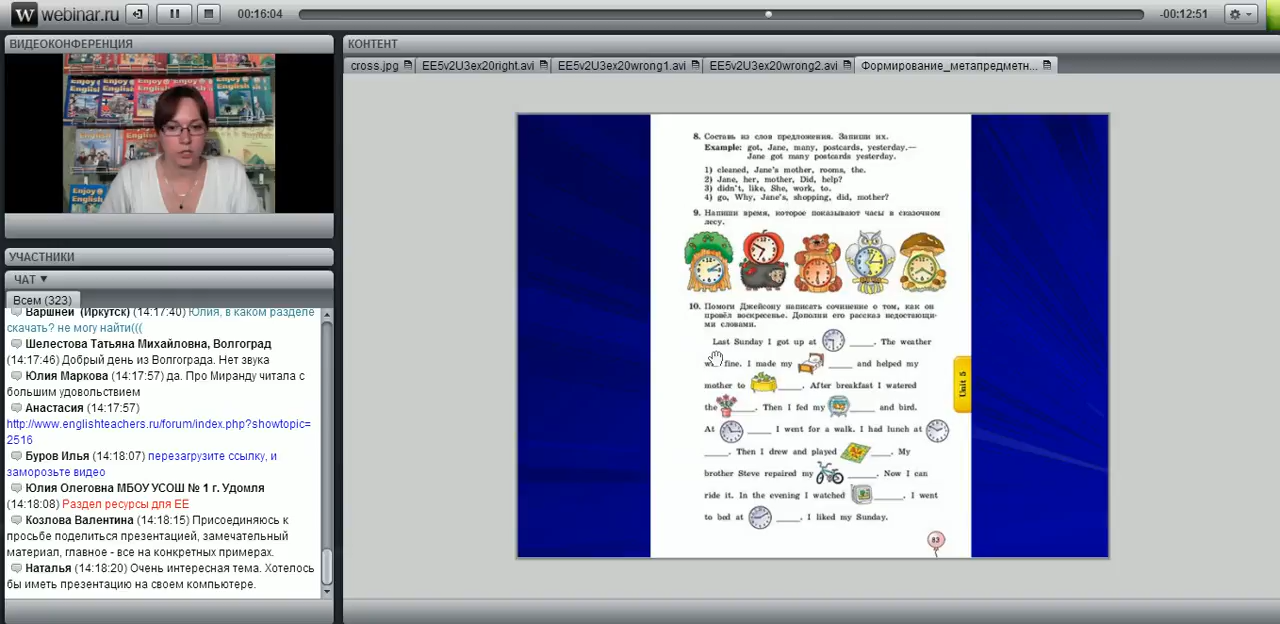 webinar.ru
00:16:04
-00:12:51
ВИДЕОКОНФЕРЕНЦИЯ
КОНТЕНТ
cross.jpg
EE5v2U3ex20right.avi
EE5v2U3ex20wrong1.avi
EE5v2U3ex20wrong2.avi
Формирование_метапредметн...
Enjoy
English
УЧАСТНИКИ
ЧАТ
Всем (323)
Варшней (Иркутск) (14:17:40) Юлия, в каком разделе
скачать? не могу найти(((
Шелестова Татьяна Михайловна, Волгоград
(14:17:46) Добрый день из Волгограда. Нет звука
Юлия Маркова (14:17:57) да. Про Миранду читала с
большим удовольствием
Анастасия (14:17:57)
http://www.englishteachers.ru/forum/index.php?showtopic=
2516
Буров Илья (14:18:07) перезагрузите ссылку, и
заморозьте видео
Юлия Олеговна МБОУ УСОШ № 1 г. Удомля
(14:18:08) Раздел ресурсы для ЕЕ
Козлова Валентина (14:18:15) Присоединяюсь к
просьбе поделиться презентацией, замечательный
материал, главное - все на конкретных примерах.
Наталья (14:18:20) Очень интересная тема. Хотелось
бы иметь презентацию на своем компьютере.
8. Составь из слов предложения. Запиши их.
Example: got, Jane, many, postcards, yesterday.—
Jane got many postcards yesterday.
1) cleaned, Jane's mother, rooms, the.
2) Jane, her, mother, Did, help?
3) didn't, like, She, work, to.
4) go, Why, Jane's, shopping, did, mother?
9. Напиши время, которое показывают часы в сказочном
лесу.
10. Помоги Джейсону написать сочинение о том, как он
провёл воскресенье. Дополни его рассказ недостающи-
ми словами.
Last Sunday I got up at ____. The weather
fine. I made my ____ and helped my
mother to ____. After breakfast I watered
the ____. Then I fed my ____ and bird.
At ____ I went for a walk. I had lunch at
____. Then I drew and played ____. My
brother Steve repaired my ____. Now I can
ride it. In the evening I watched ____. I went
to bed at ____. I liked my Sunday.
Unit 5
83